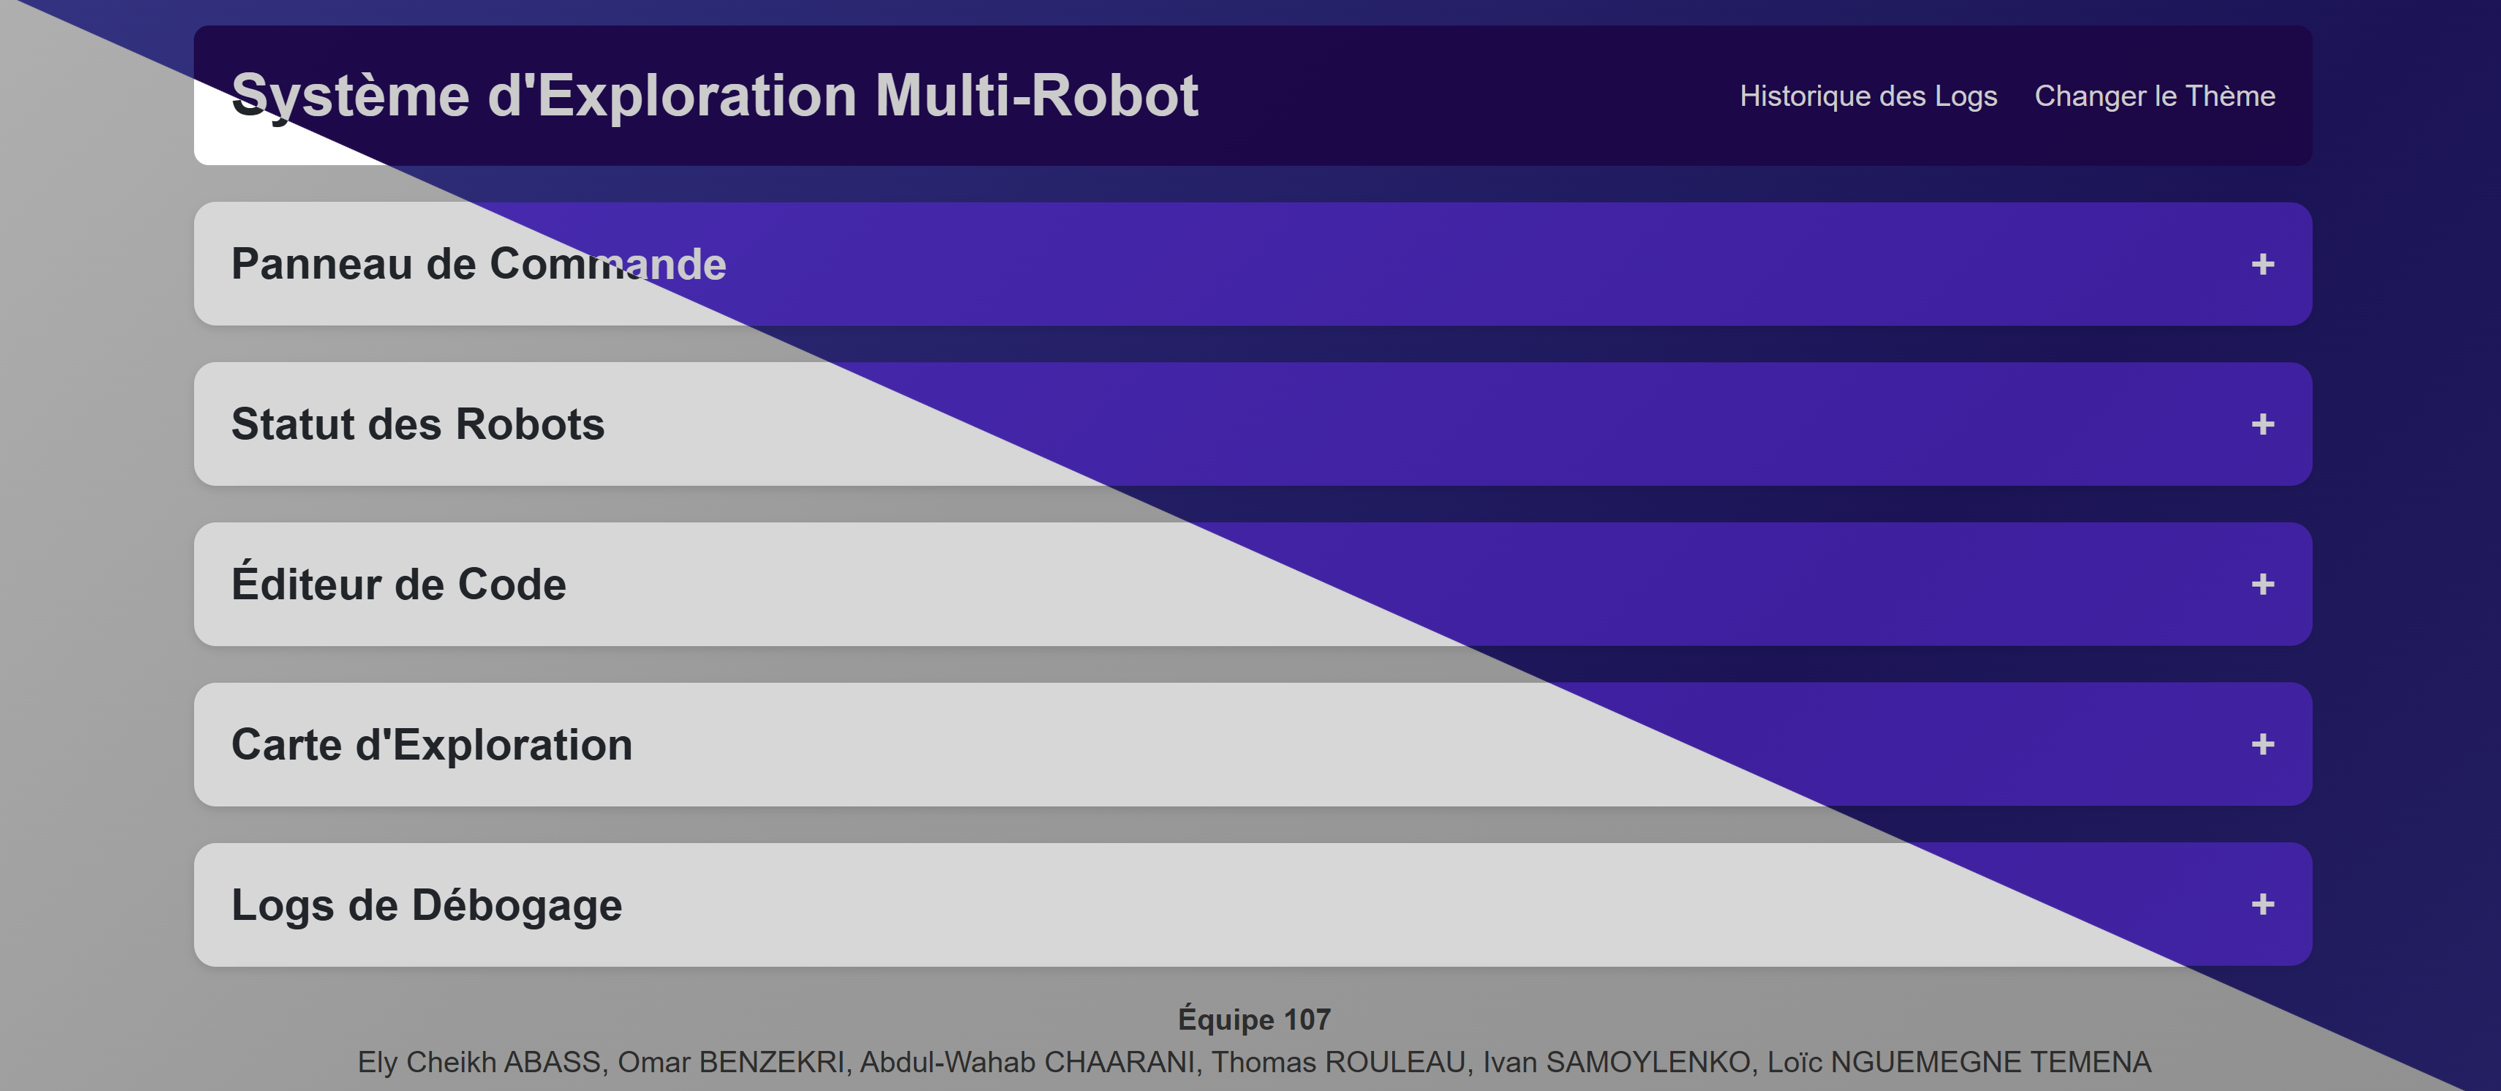 Système d'Exploration Multi-Robot
Historique des Logs
Changer le Thème
Panneau de Commande +
Statut des Robots +
Éditeur de Code +
Carte d'Exploration +
Logs de Débogage +
Équipe 107
Ely Cheikh ABASS, Omar BENZEKRI, Abdul-Wahab CHAARANI, Thomas ROULEAU, Ivan SAMOYLENKO, Loïc NGUEMEGNE TEMENA